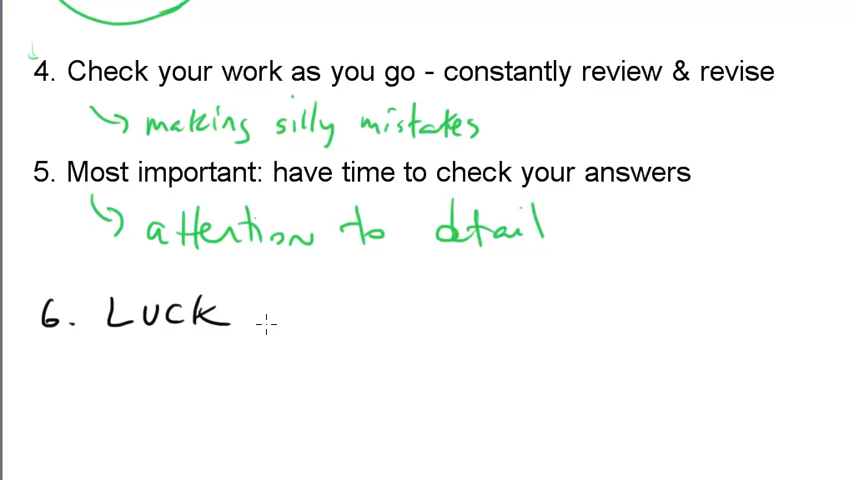 4. Check your work as you go - constantly review & revise
making silly mistakes
5. Most important: have time to check your answers
attention to detail
6. Luck